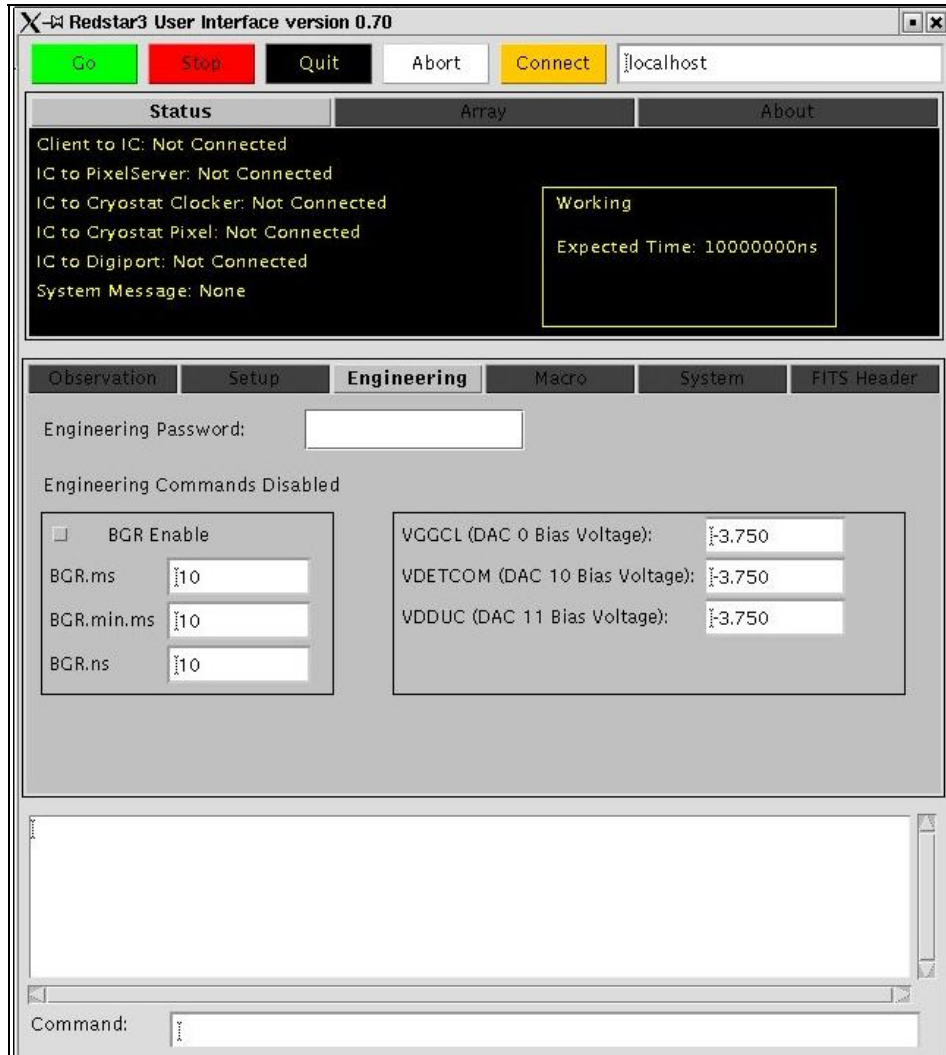 Redstar3 User Interface version 0.70
Go Stop Quit Abort Connect localhost
Status Array About
Client to IC: Not Connected
IC to PixelServer: Not Connected
IC to Cryostat Clocker: Not Connected
IC to Cryostat Pixel: Not Connected
IC to Digiport: Not Connected
System Message: None
Working
Expected Time: 10000000ns
Observation Setup Engineering Macro System FITS Header
Engineering Password:
Engineering Commands Disabled
BGR Enable
BGR.ms 10
BGR.min.ms 10
BGR.ns 10
VGGCL (DAC 0 Bias Voltage): -3.750
VDETCOM (DAC 10 Bias Voltage): -3.750
VDDUC (DAC 11 Bias Voltage): -3.750
Command: